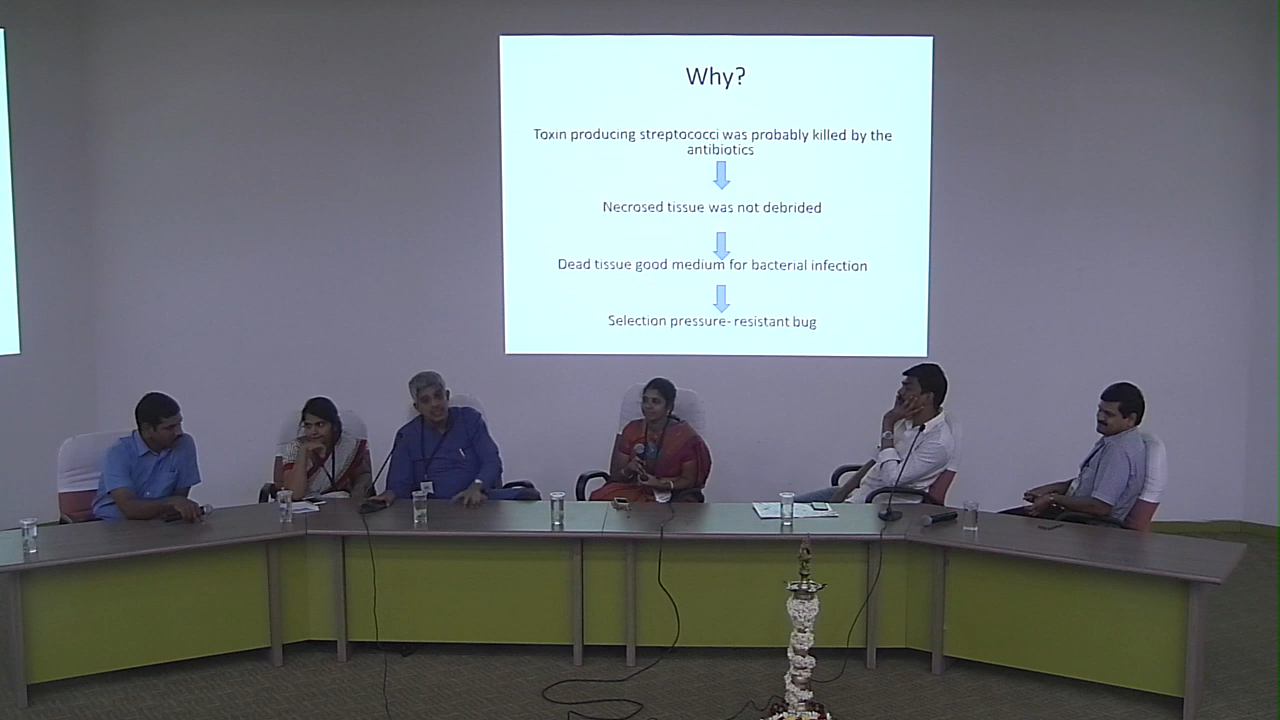 Why?
Toxin producing streptococci was probably killed by the
antibiotics
Necrosed tissue was not debrided
Dead tissue good medium for bacterial infection
Selection pressure- resistant bug